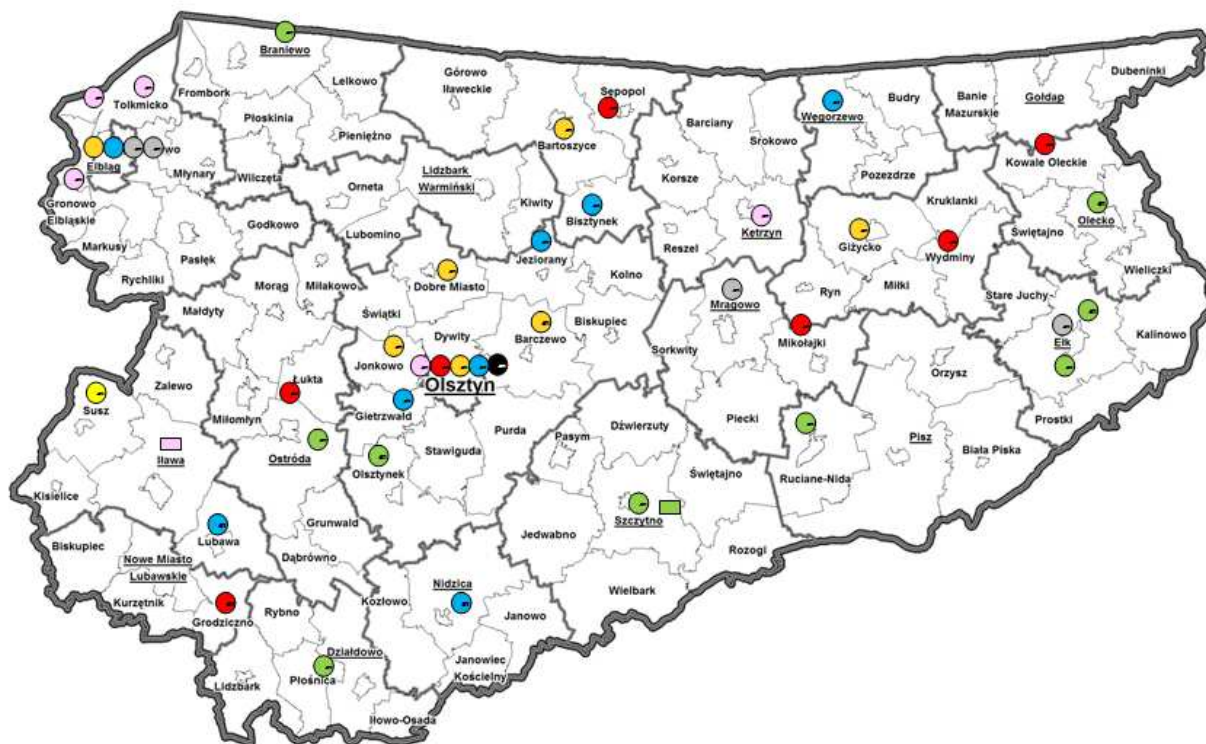 Braniewo
Lelkowo
Górowo
Iławeckie
Sępopol
Dubeninki
Gołdap
Banie
Mazurskie
Budry
Węgorzewo
Frombork
Tolkmicko
Płoskinia
Pieniężno
Bartoszyce
Barciany
Srokowo
Kowale Oleckie
Elbląg
Młynary
Wilczęta
Orneta
Lidzbark
Warmiński
Kiwity
Korsze
Pozezdrze
Gronowo
Elbląskie
Godkowo
Lubomino
Bisztynek
Kętrzyn
Kruklanki
Olecko
Świętajno
Markusy
Pasłęk
Jeziorany
Reszel
Giżycko
Wydminy
Wieliczki
Rychliki
Morąg
Miłakowo
Dobre Miasto
Kolno
Ryn
Miłki
Stare Juchy
Małdyty
Świątki
Mrągowo
Kalinowo
Dywity
Barczewo
Biskupiec
Mikołajki
Ełk
Sorkwity
Zalewo
Łukta
Jonkowo
Olsztyn
Orzysz
Susz
Miłomłyn
Gietrzwałd
Piecki
Prostki
Purda
Pasym
Dźwierzuty
Iława
Ostróda
Olsztynek
Stawiguda
Pisz
Biała Piska
Kisielice
Świętajno
Ruciane-Nida
Szczytno
Grunwald
Lubawa
Jedwabno
Biskupiec
Nowe Miasto
Lubawskie
Dąbrówno
Rozogi
Kurzętnik
Nidzica
Wielbark
Grodziczno
Rybno
Kozłowo
Janowo
Działdowo
Płośnica
Janowiec
Kościelny
Lidzbark
Iłowo-Osada